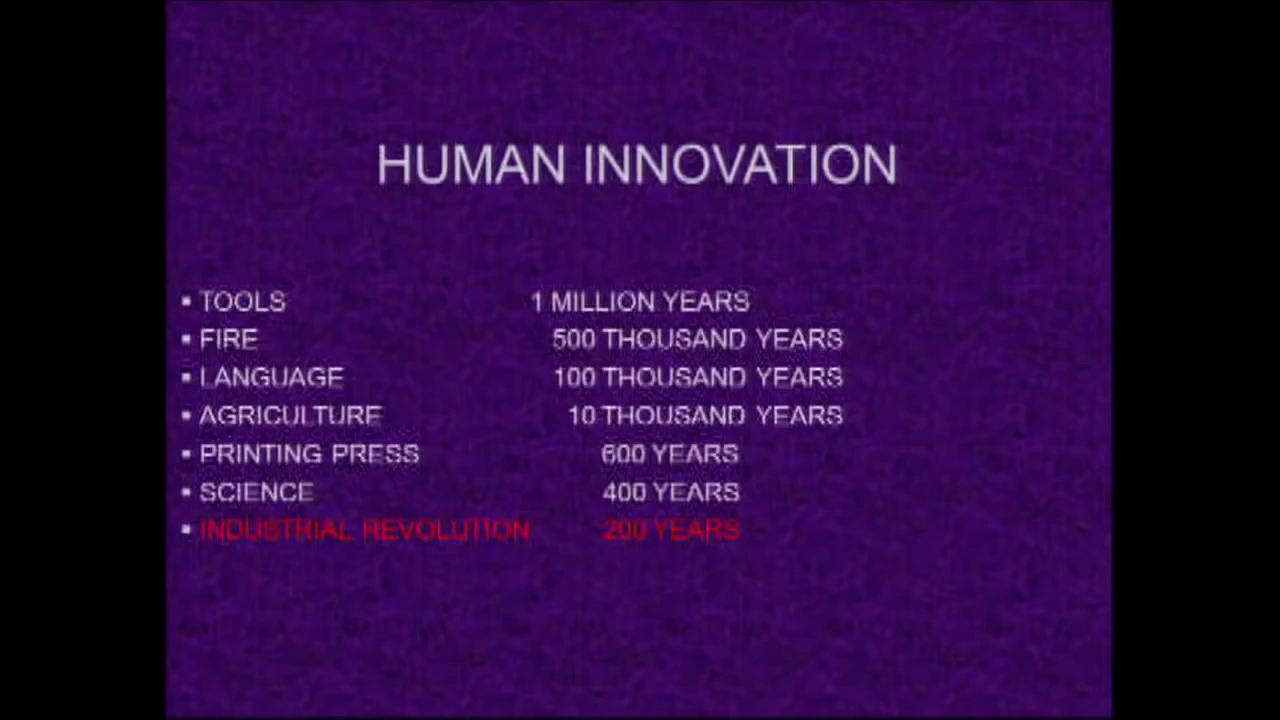 HUMAN INNOVATION
▪ TOOLS 1 MILLION YEARS
▪ FIRE 500 THOUSAND YEARS
▪ LANGUAGE 100 THOUSAND YEARS
▪ AGRICULTURE 10 THOUSAND YEARS
▪ PRINTING PRESS 600 YEARS
▪ SCIENCE 400 YEARS
▪ INDUSTRIAL REVOLUTION 200 YEARS